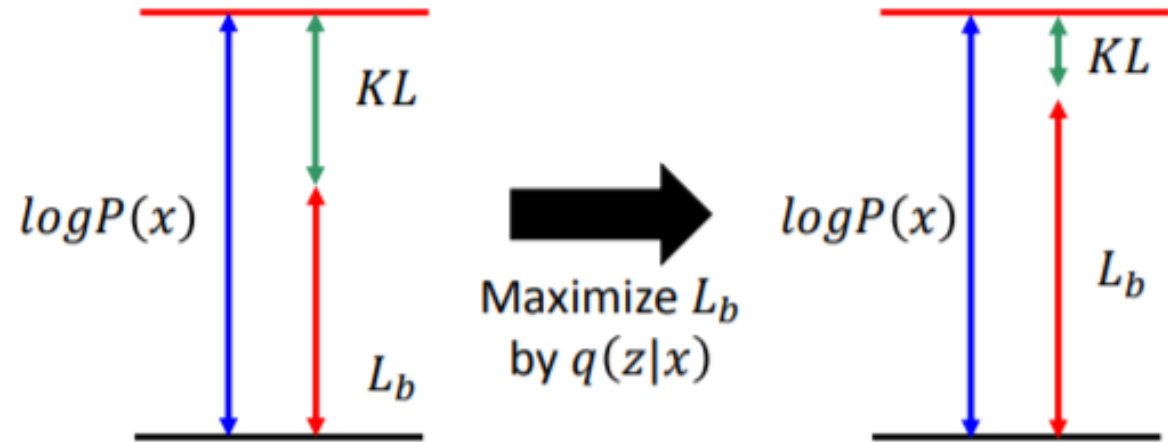 KL
logP(x)
L_b
Maximize L_b
by q(z|x)
KL
logP(x)
L_b